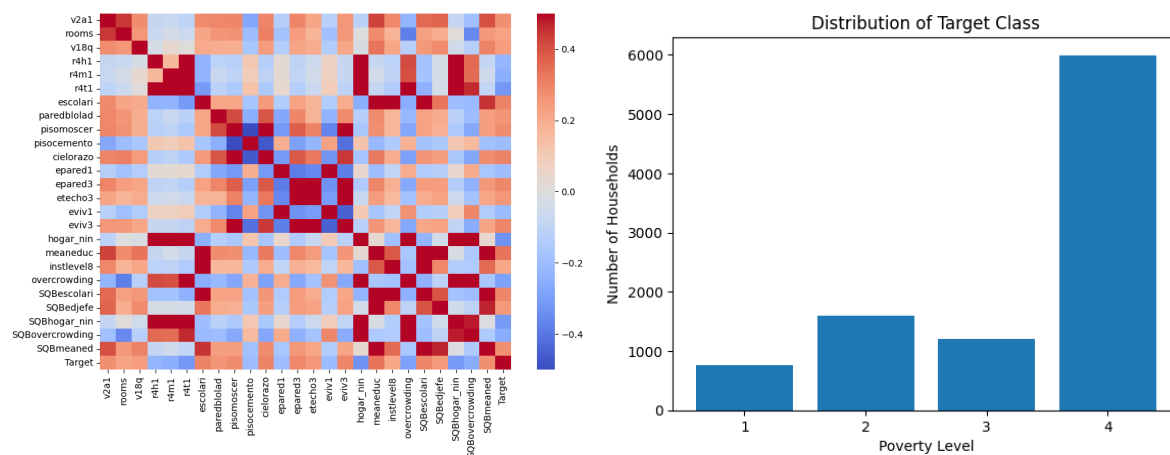 v2a1
rooms
v18q
r4h1
r4m1
r4t1
escolari
paredblolad
pisomoscer
pisocemento
cielorazo
epared1
epared3
etecho3
eviv1
eviv3
hogar_nin
meaneduc
instlevel8
overcrowding
SQBescolari
SQBedjefe
SQBhogar_nin
SQBovercrowding
SQBmeaned
Target
v2a1
rooms
v18q
r4h1
r4m1
r4t1
escolari
paredblolad
pisomoscer
pisocemento
cielorazo
epared1
epared3
etecho3
eviv1
eviv3
hogar_nin
meaneduc
instlevel8
overcrowding
SQBescolari
SQBedjefe
SQBhogar_nin
SQBovercrowding
SQBmeaned
Target
0.4
0.2
0.0
−0.2
−0.4
Distribution of Target Class
Number of Households
6000
5000
4000
3000
2000
1000
0
1 2 3 4
Poverty Level